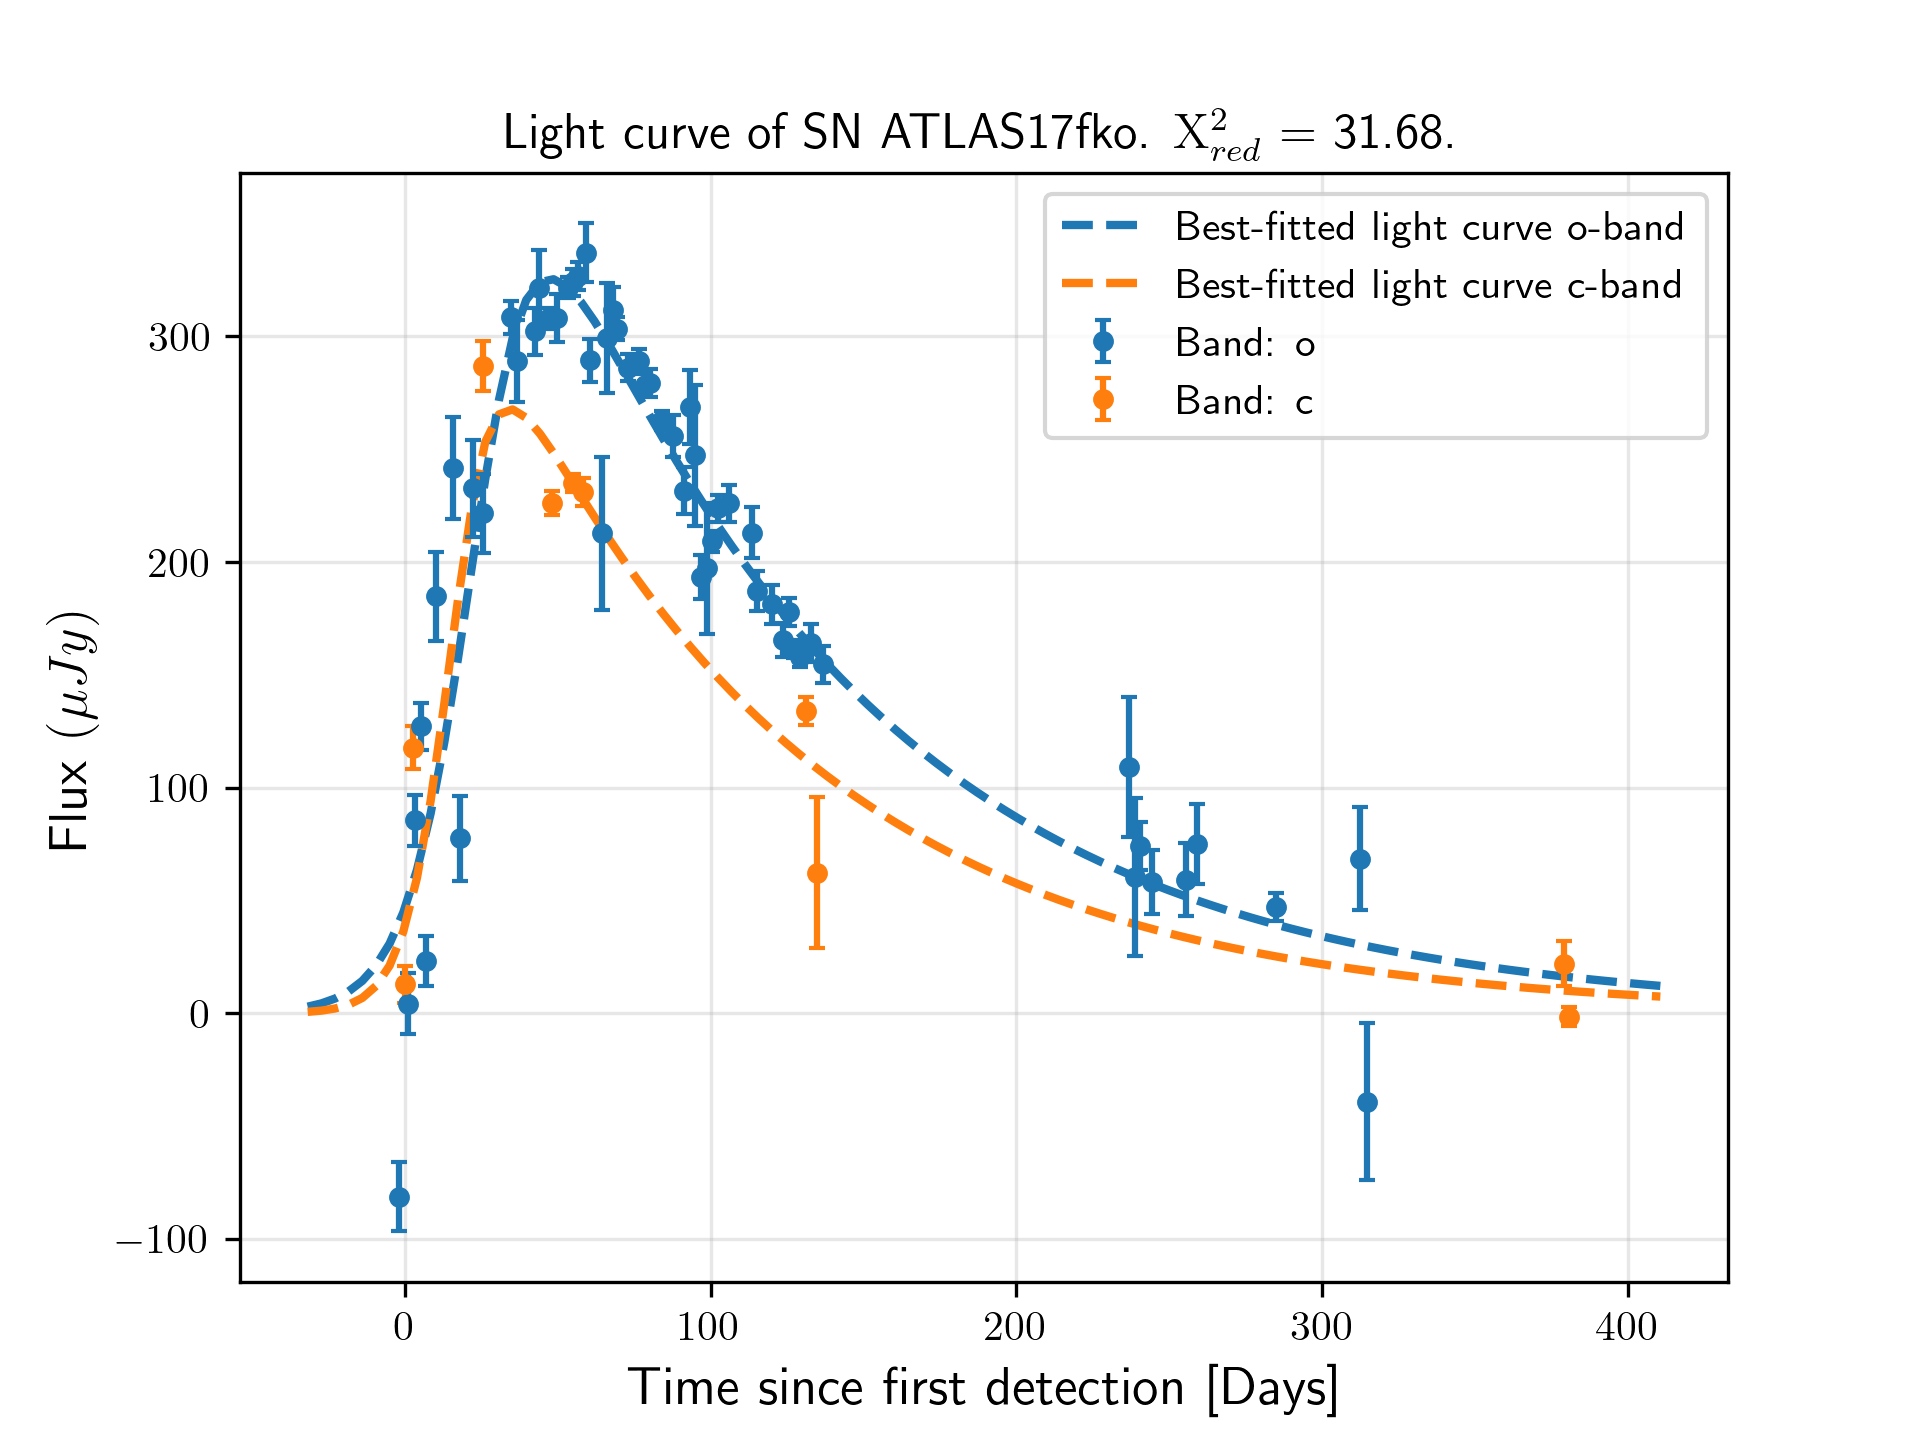 Light curve of SN ATLAS17fko. X²_red = 31.68.
Best-fitted light curve o-band
Best-fitted light curve c-band
Band: o
Band: c
Flux (μJy)
300
200
100
0
−100
0 100 200 300 400
Time since first detection [Days]